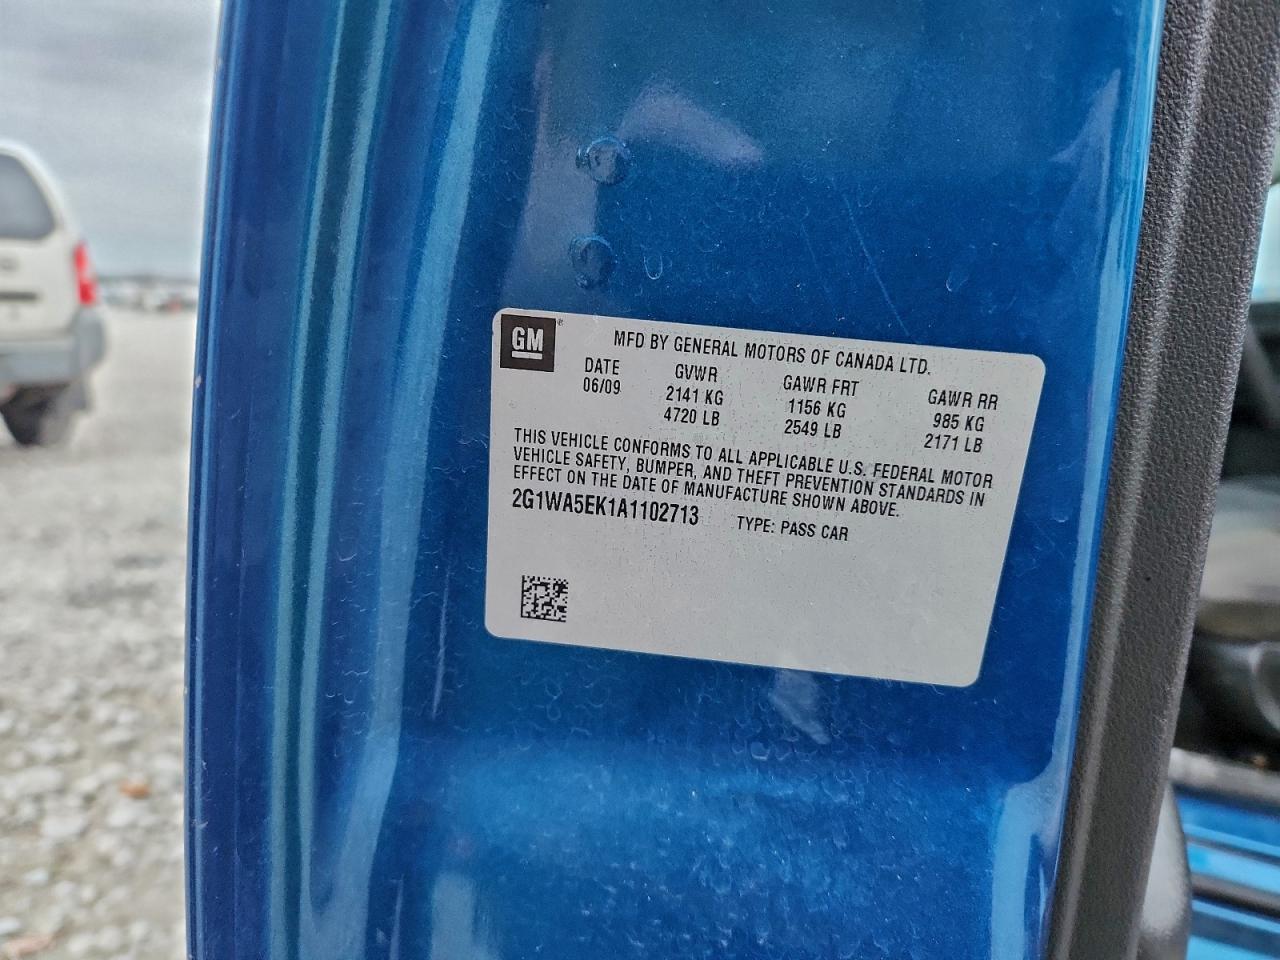 GM
MFD BY GENERAL MOTORS OF CANADA LTD.
DATE GVWR GAWR FRT GAWR RR
06/09 2141 KG 1156 KG 985 KG
4720 LB 2549 LB 2171 LB
THIS VEHICLE CONFORMS TO ALL APPLICABLE U.S. FEDERAL MOTOR
VEHICLE SAFETY, BUMPER, AND THEFT PREVENTION STANDARDS IN
EFFECT ON THE DATE OF MANUFACTURE SHOWN ABOVE.
2G1WA5EK1A1102713 TYPE: PASS CAR